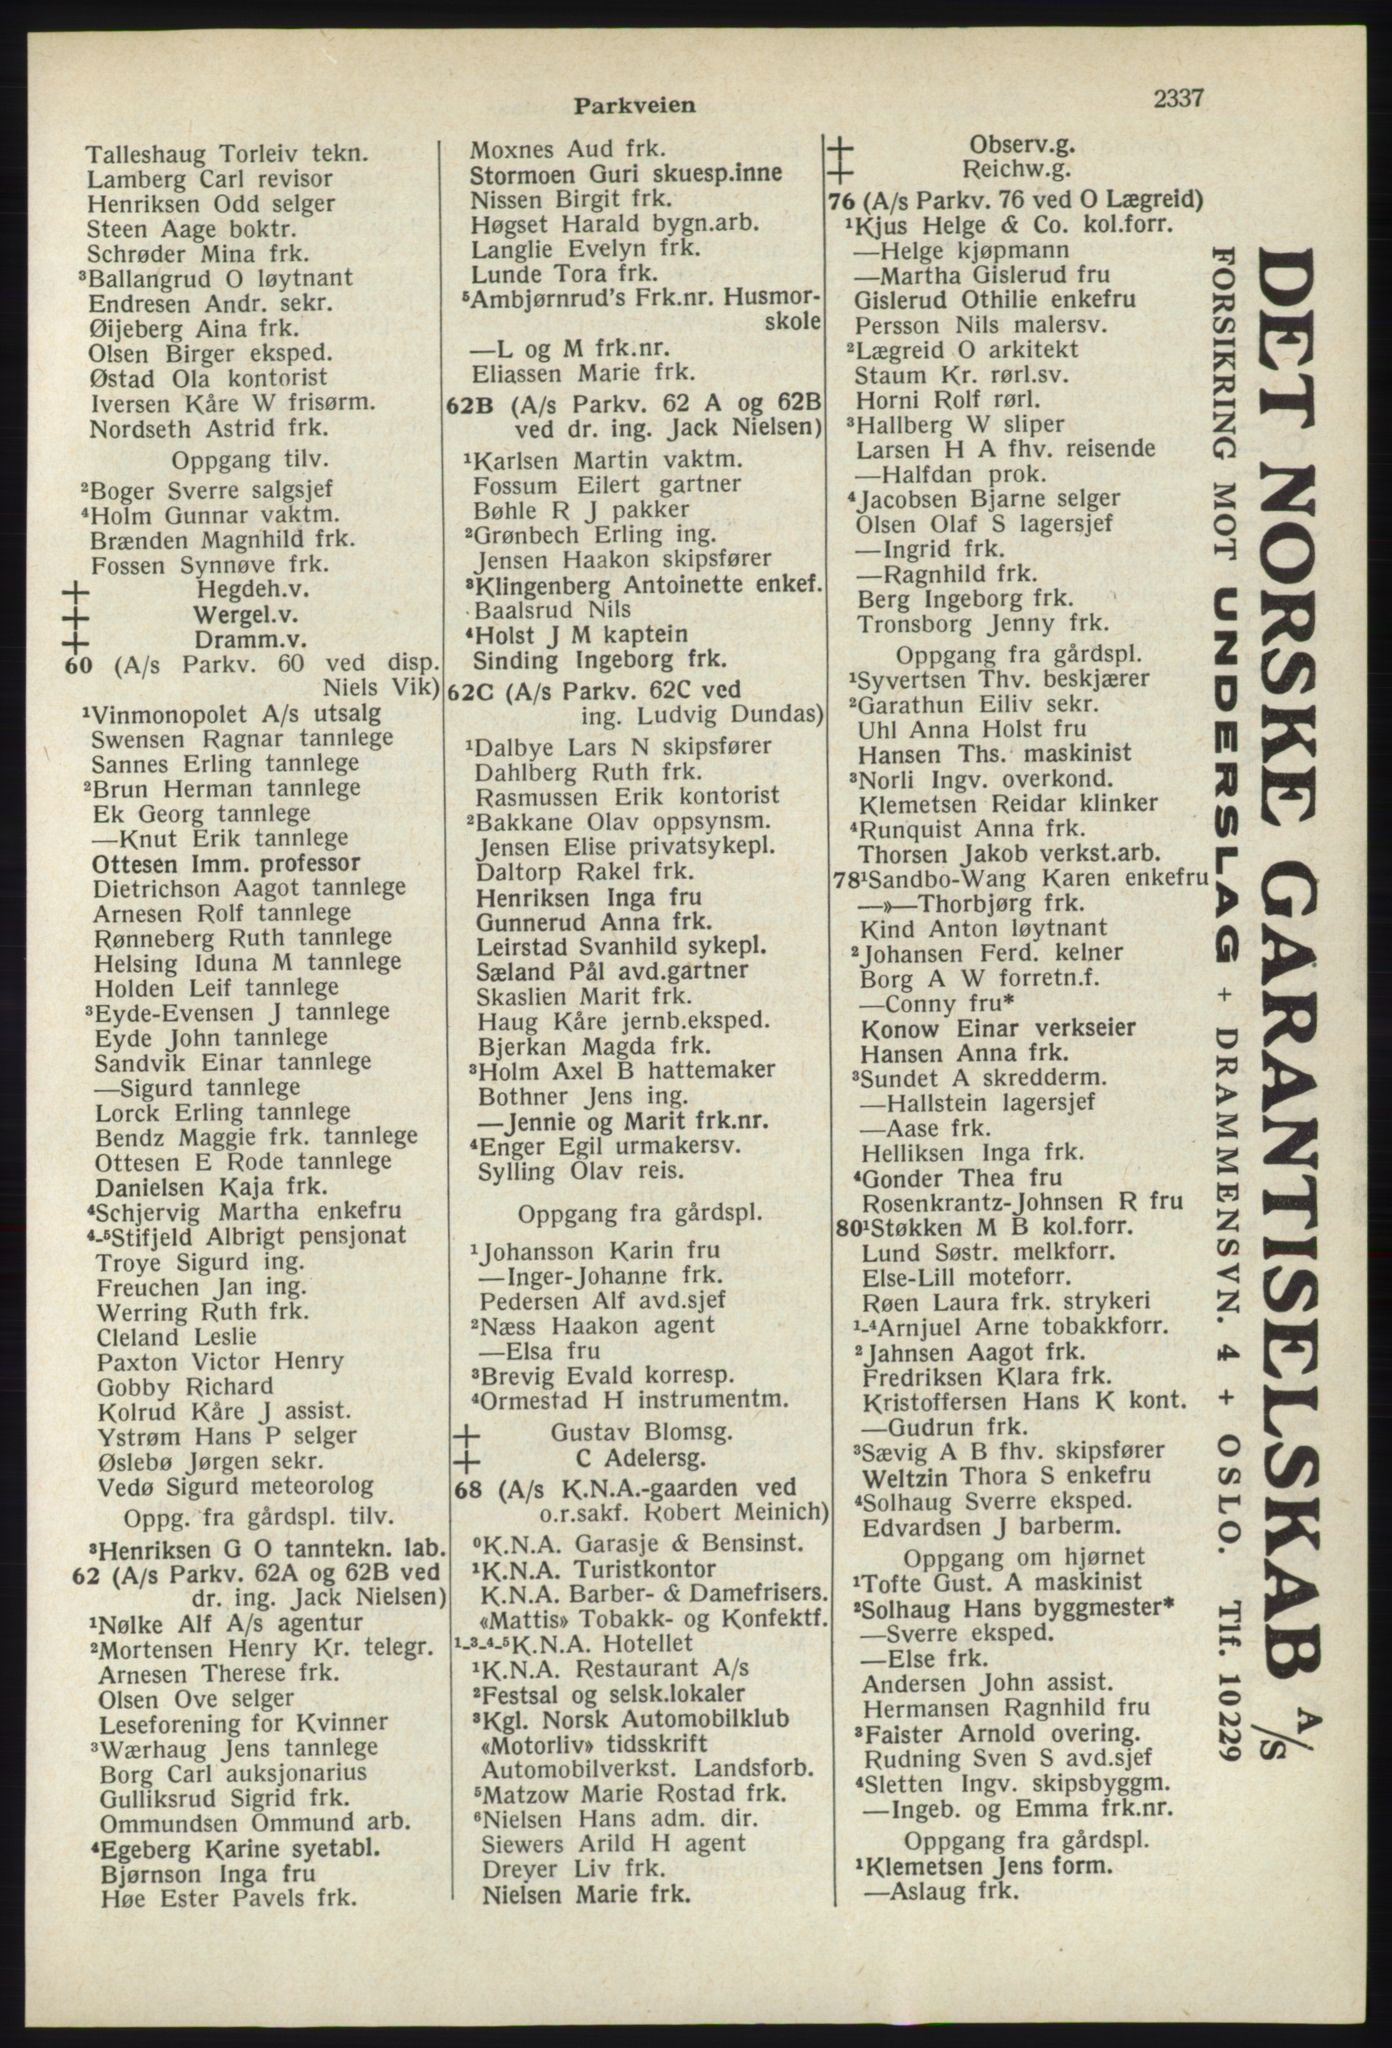 Parkveien
2337
Talleshaug Torleiv tekn.
Lamberg Carl revisor
Henriksen Odd selger
Steen Aage boktr.
Schrøder Mina frk.
³Ballangrud O løytnant
Endresen Andr. sekr.
Øijeberg Aina frk.
Olsen Birger eksped.
Østad Ola kontorist
Iversen Kåre W frisørm.
Nordseth Astrid frk.
Oppgang tilv.
²Boger Sverre salgsjef
⁴Holm Gunnar vaktm.
Brænden Magnhild frk.
Fossen Synnøve frk.
┼ Hegdeh.v.
┼ Wergel.v.
┼ Dramm.v.
60 (A/s Parkv. 60 ved disp.
Niels Vik)
¹Vinmonopolet A/s utsalg
Swensen Ragnar tannlege
Sannes Erling tannlege
²Brun Herman tannlege
Ek Georg tannlege
—Knut Erik tannlege
Ottesen Imm. professor
Dietrichson Aagot tannlege
Arnesen Rolf tannlege
Rønneberg Ruth tannlege
Helsing Iduna M tannlege
Holden Leif tannlege
³Eyde-Evensen J tannlege
Eyde John tannlege
Sandvik Einar tannlege
—Sigurd tannlege
Lorck Erling tannlege
Bendz Maggie frk. tannlege
Ottesen E Rode tannlege
Danielsen Kaja frk.
⁴Schjervig Martha enkefru
⁴-⁵Stifjeld Albrigt pensjonat
Troye Sigurd ing.
Freuchen Jan ing.
Werring Ruth frk.
Cleland Leslie
Paxton Victor Henry
Gobby Richard
Kolrud Kåre J assist.
Ystrøm Hans P selger
Øslebø Jørgen sekr.
Vedø Sigurd meteorolog
Oppg. fra gårdspl. tilv.
³Henriksen G O tanntekn. lab.
62 (A/s Parkv. 62A og 62B ved
dr. ing. Jack Nielsen)
¹Nølke Alf A/s agentur
²Mortensen Henry Kr. telegr.
Arnesen Therese frk.
Olsen Ove selger
Leseforening for Kvinner
³Wærhaug Jens tannlege
Borg Carl auksjonarius
Gulliksrud Sigrid frk.
Ommundsen Ommund arb.
⁴Egeberg Karine syetabl.
Bjørnson Inga fru
Høe Ester Pavels frk.
Moxnes Aud frk.
Stormoen Guri skuesp.inne
Nissen Birgit frk.
Høgset Harald bygn.arb.
Langlie Evelyn frk.
Lunde Tora frk.
⁵Ambjørnrud's Frk.nr. Husmor-
skole
—L og M frk.nr.
Eliassen Marie frk.
62B (A/s Parkv. 62 A og 62B
ved dr. ing. Jack Nielsen)
¹Karlsen Martin vaktm.
Fossum Eilert gartner
Bøhle R J pakker
²Grønbech Erling ing.
Jensen Haakon skipsfører
³Klingenberg Antoinette enkef.
Baalsrud Nils
⁴Holst J M kaptein
Sinding Ingeborg frk.
62C (A/s Parkv. 62C ved
ing. Ludvig Dundas)
¹Dalbye Lars N skipsfører
Dahlberg Ruth frk.
Rasmussen Erik kontorist
²Bakkane Olav oppsynsm.
Jensen Elise privatsykepl.
Daltorp Rakel frk.
Henriksen Inga fru
Gunnerud Anna frk.
Leirstad Svanhild sykepl.
Sæland Pål avd.gartner
Skaslien Marit frk.
Haug Kåre jernb.eksped.
Bjerkan Magda frk.
³Holm Axel B hattemaker
Bothner Jens ing.
—Jennie og Marit frk.nr.
⁴Enger Egil urmakersv.
Sylling Olav reis.
Oppgang fra gårdspl.
¹Johansson Karin fru
—Inger-Johanne frk.
Pedersen Alf avd.sjef
²Næss Haakon agent
—Elsa fru
³Brevig Evald korresp.
⁴Ormestad H instrumentm.
┼ Gustav Blomsg.
┼ C Adelersg.
68 (A/s K.N.A.-gaarden ved
o.r.sakf. Robert Meinich)
⁰K.N.A. Garasje & Bensinst.
¹K.N.A. Turistkontor
K.N.A. Barber- & Damefrisers.
«Mattis» Tobakk- og Konfektf.
¹-³-⁴-⁵K.N.A. Hotellet
¹K.N.A. Restaurant A/s
²Festsal og selsk.lokaler
³Kgl. Norsk Automobilklub
«Motorliv» tidsskrift
Automobilverkst. Landsforb.
⁵Matzow Marie Rostad frk.
⁶Nielsen Hans adm. dir.
Siewers Arild H agent
Dreyer Liv frk.
Nielsen Marie frk.
┼ Observ.g.
┼ Reichw.g.
76 (A/s Parkv. 76 ved O Lægreid)
¹Kjus Helge & Co. kol.forr.
—Helge kjøpmann
—Martha Gislerud fru
Gislerud Othilie enkefru
Persson Nils malersv.
²Lægreid O arkitekt
Staum Kr. rørl.sv.
Horni Rolf rørl.
³Hallberg W sliper
Larsen H A fhv. reisende
—Halfdan prok.
⁴Jacobsen Bjarne selger
Olsen Olaf S lagersjef
—Ingrid frk.
—Ragnhild frk.
Berg Ingeborg frk.
Tronsborg Jenny frk.
Oppgang fra gårdspl.
¹Syvertsen Thv. beskjærer
²Garathun Eiliv sekr.
Uhl Anna Holst fru
Hansen Ths. maskinist
³Norli Ingv. overkond.
Klemetsen Reidar klinker
⁴Runquist Anna frk.
Thorsen Jakob verkst.arb.
78¹Sandbo-Wang Karen enkefru
—»—Thorbjørg frk.
Kind Anton løytnant
²Johansen Ferd. kelner
Borg A W forretn.f.
—Conny fru*
Konow Einar verkseier
Hansen Anna frk.
³Sundet A skredderm.
—Hallstein lagersjef
—Aase frk.
Helliksen Inga frk.
⁴Gonder Thea fru
Rosenkrantz-Johnsen R fru
80¹Støkken M B kol.forr.
Lund Søstr. melkforr.
Else-Lill moteforr.
Røen Laura frk. strykeri
¹-⁴Arnjuel Arne tobakkforr.
²Jahnsen Aagot frk.
Fredriksen Klara frk.
Kristoffersen Hans K kont.
—Gudrun frk.
³Sævig A B fhv. skipsfører
Weltzin Thora S enkefru
⁴Solhaug Sverre eksped.
Edvardsen J barberm.
Oppgang om hjørnet
¹Tofte Gust. A maskinist
²Solhaug Hans byggmester*
—Sverre eksped.
—Else frk.
Andersen John assist.
Hermansen Ragnhild fru
³Faister Arnold overing.
Rudning Sven S avd.sjef
⁴Sletten Ingv. skipsbyggm.
—Ingeb. og Emma frk.nr.
Oppgang fra gårdspl.
¹Klemetsen Jens form.
—Aslaug frk.
DET NORSKE GARANTISELSKAB A/S
FORSIKRING MOT UNDERSLAG + DRAMMENSVN. 4 + OSLO. Tlf. 10229